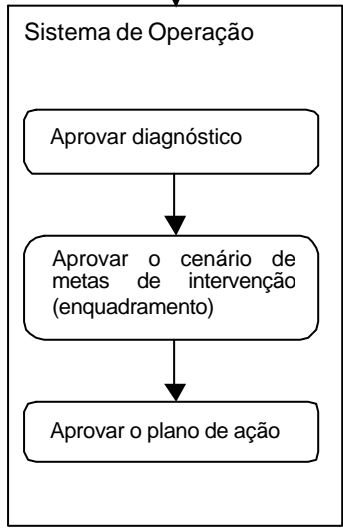 Sistema de Operação
Aprovar diagnóstico
Aprovar o cenário de
metas de intervenção
(enquadramento)
Aprovar o plano de ação